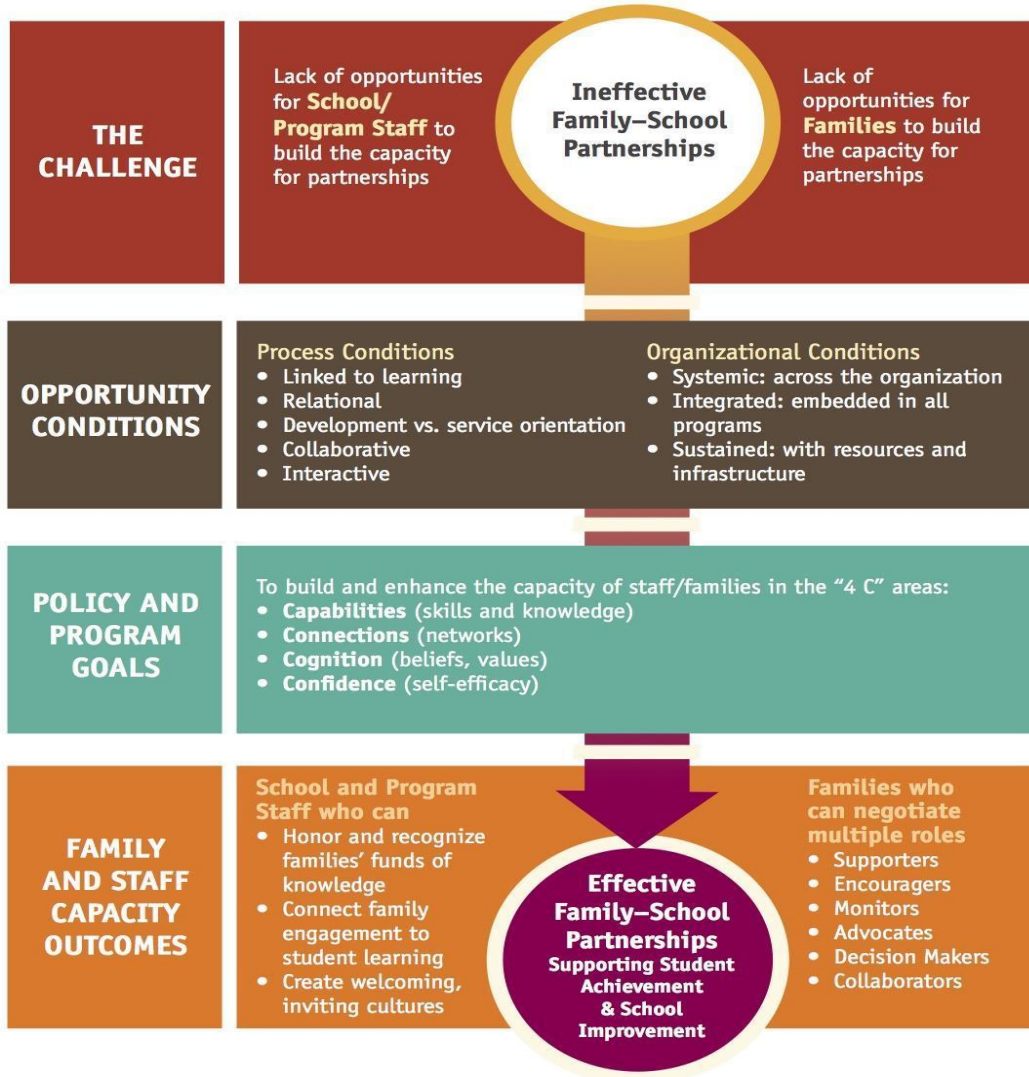 THE
CHALLENGE
Lack of opportunities
for School/
Program Staff to
build the capacity
for partnerships
Ineffective
Family–School
Partnerships
Lack of
opportunities for
Families to build
the capacity for
partnerships
OPPORTUNITY
CONDITIONS
Process Conditions
• Linked to learning
• Relational
• Development vs. service orientation
• Collaborative
• Interactive
Organizational Conditions
• Systemic: across the organization
• Integrated: embedded in all
programs
• Sustained: with resources and
infrastructure
POLICY AND
PROGRAM
GOALS
To build and enhance the capacity of staff/families in the “4 C” areas:
• Capabilities (skills and knowledge)
• Connections (networks)
• Cognition (beliefs, values)
• Confidence (self-efficacy)
FAMILY
AND STAFF
CAPACITY
OUTCOMES
School and Program
Staff who can
• Honor and recognize
families’ funds of
knowledge
• Connect family
engagement to
student learning
• Create welcoming,
inviting cultures
Effective
Family–School
Partnerships
Supporting Student
Achievement
& School
Improvement
Families who
can negotiate
multiple roles
• Supporters
• Encouragers
• Monitors
• Advocates
• Decision Makers
• Collaborators